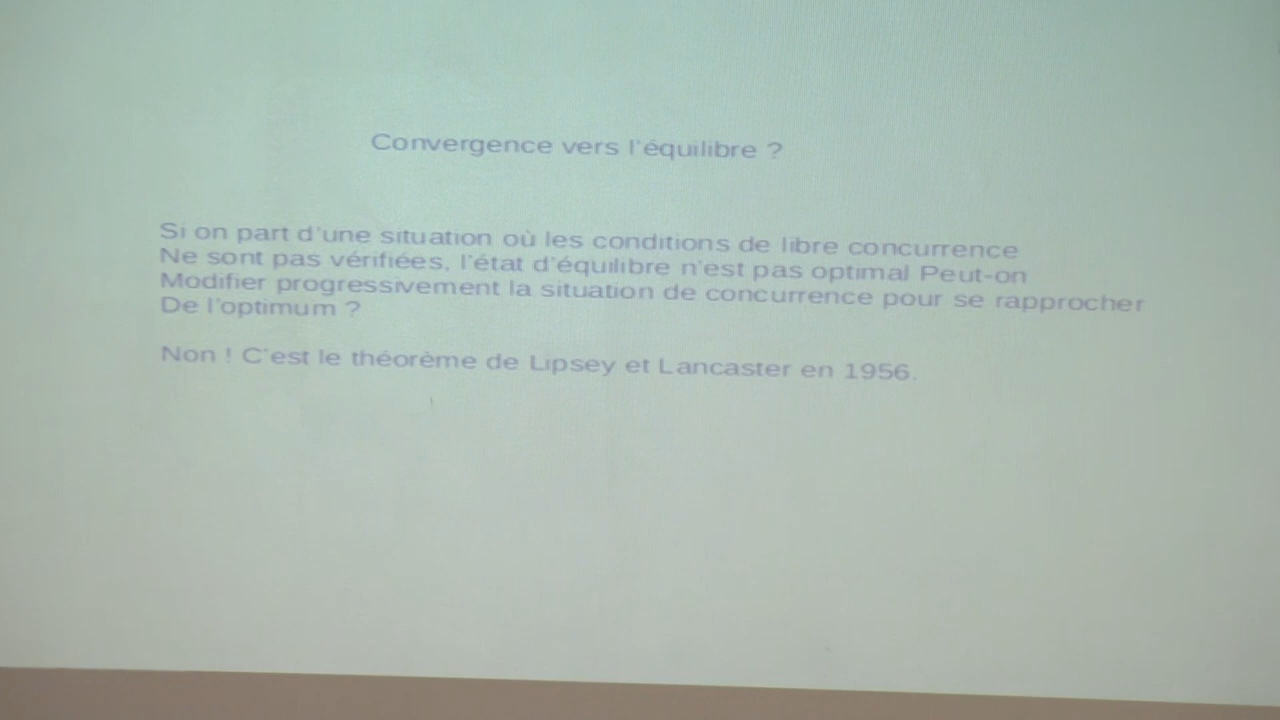 Convergence vers l'équilibre ?
Si on part d'une situation où les conditions de libre concurrence
Ne sont pas vérifiées, l'état d'équilibre n'est pas optimal Peut-on
Modifier progressivement la situation de concurrence pour se rapprocher
De l'optimum ?
Non ! C'est le théorème de Lipsey et Lancaster en 1956.